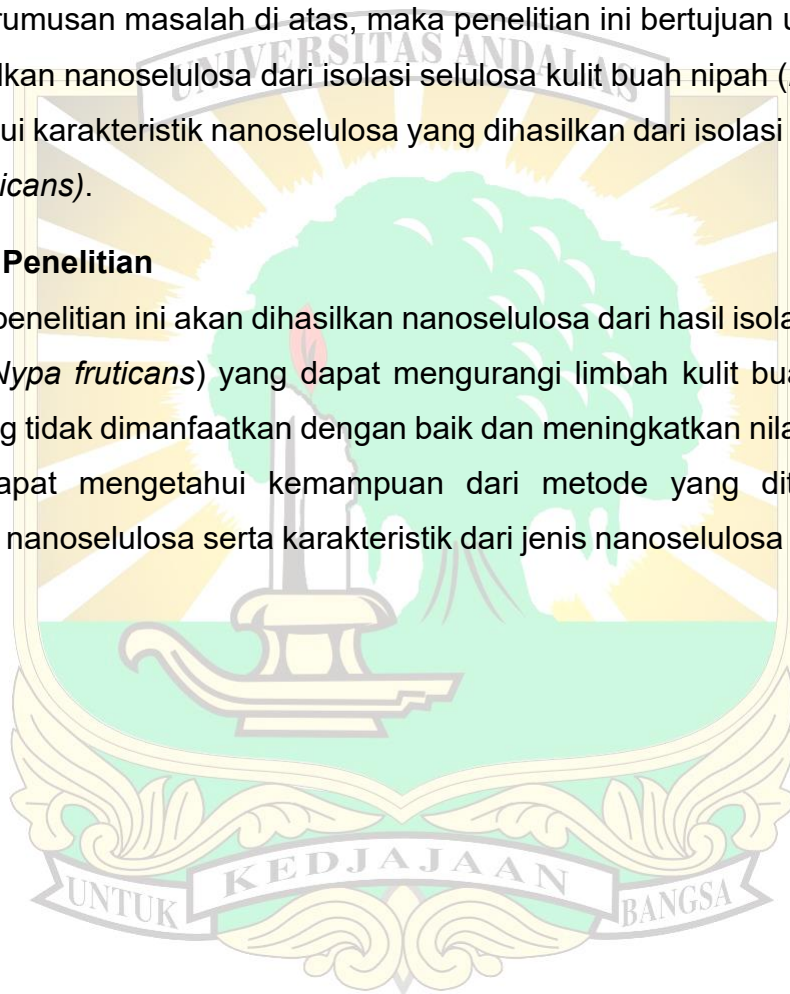 rumusan masalah di atas, maka penelitian ini bertujuan u
UNIVERSITAS ANDALAS
lkan nanoselulosa dari isolasi selulosa kulit buah nipah (
ui karakteristik nanoselulosa yang dihasilkan dari isolasi
icans).
Penelitian
penelitian ini akan dihasilkan nanoselulosa dari hasil isola
Nypa fruticans) yang dapat mengurangi limbah kulit bua
g tidak dimanfaatkan dengan baik dan meningkatkan nila
apat mengetahui kemampuan dari metode yang dit
nanoselulosa serta karakteristik dari jenis nanoselulosa
UNTUK KEDJAJAAN BANGSA